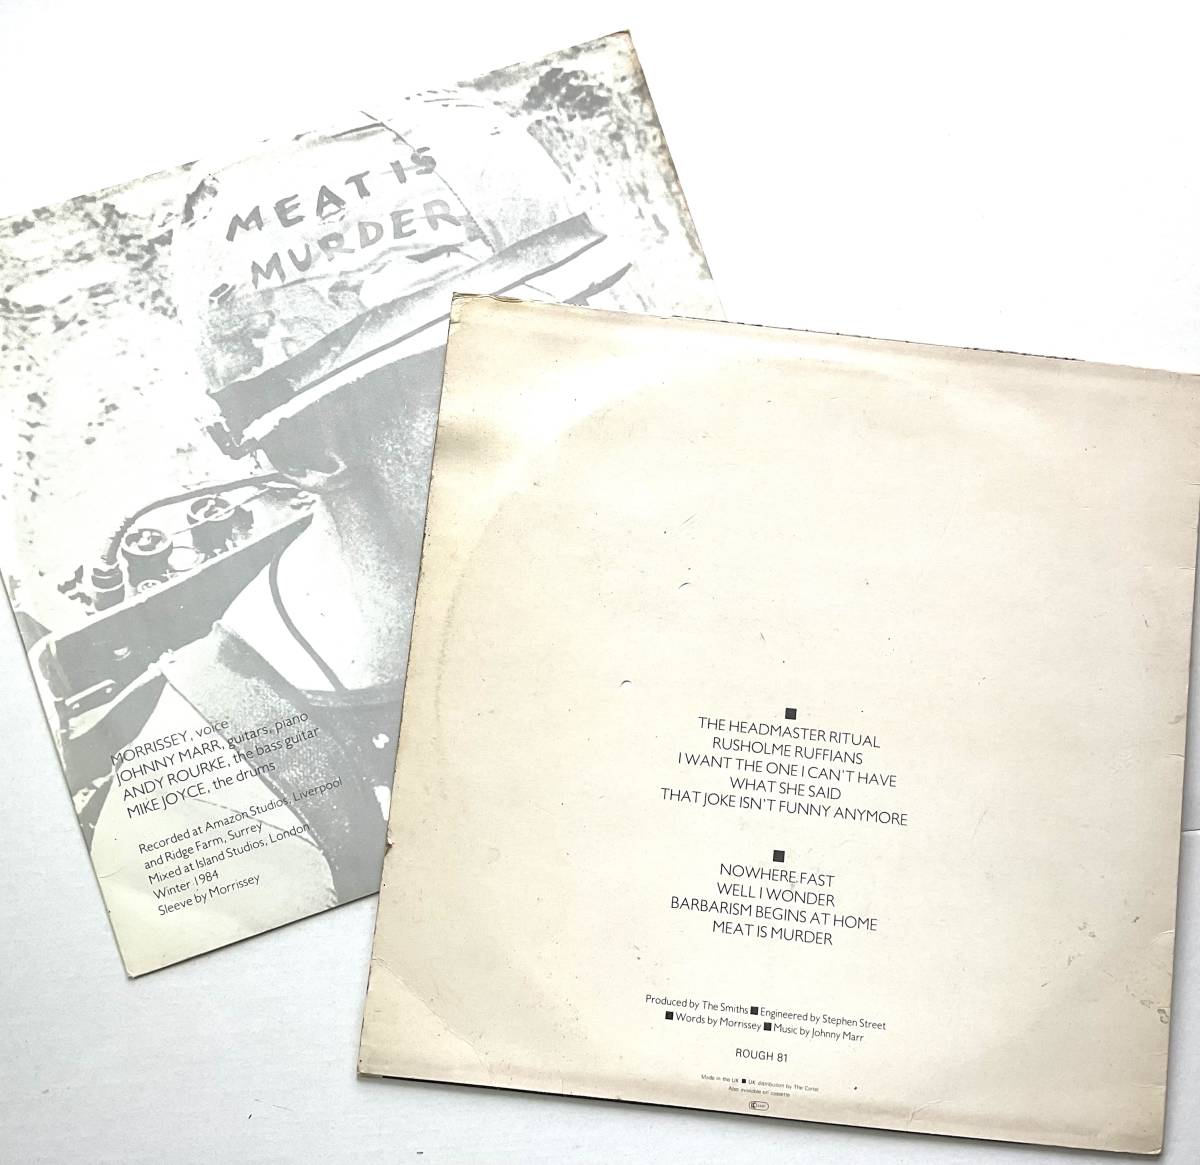 MEAT IS
MURDER
MORRISSEY, voice
JOHNNY MARR, guitars, piano
ANDY ROURKE, the bass guitar
MIKE JOYCE, the drums
Recorded at Amazon Studios, Liverpool
and Ridge Farm, Surrey
Mixed at Island Studios, London
Winter 1984
Sleeve by Morrissey
THE HEADMASTER RITUAL
RUSHOLME RUFFIANS
I WANT THE ONE I CAN'T HAVE
WHAT SHE SAID
THAT JOKE ISN'T FUNNY ANYMORE
NOWHERE FAST
WELL I WONDER
BARBARISM BEGINS AT HOME
MEAT IS MURDER
Produced by The Smiths ■ Engineered by Stephen Street
■ Words by Morrissey ■ Music by Johnny Marr
ROUGH 81
Made in the UK ■ UK distribution by The Cartel
Also available on cassette